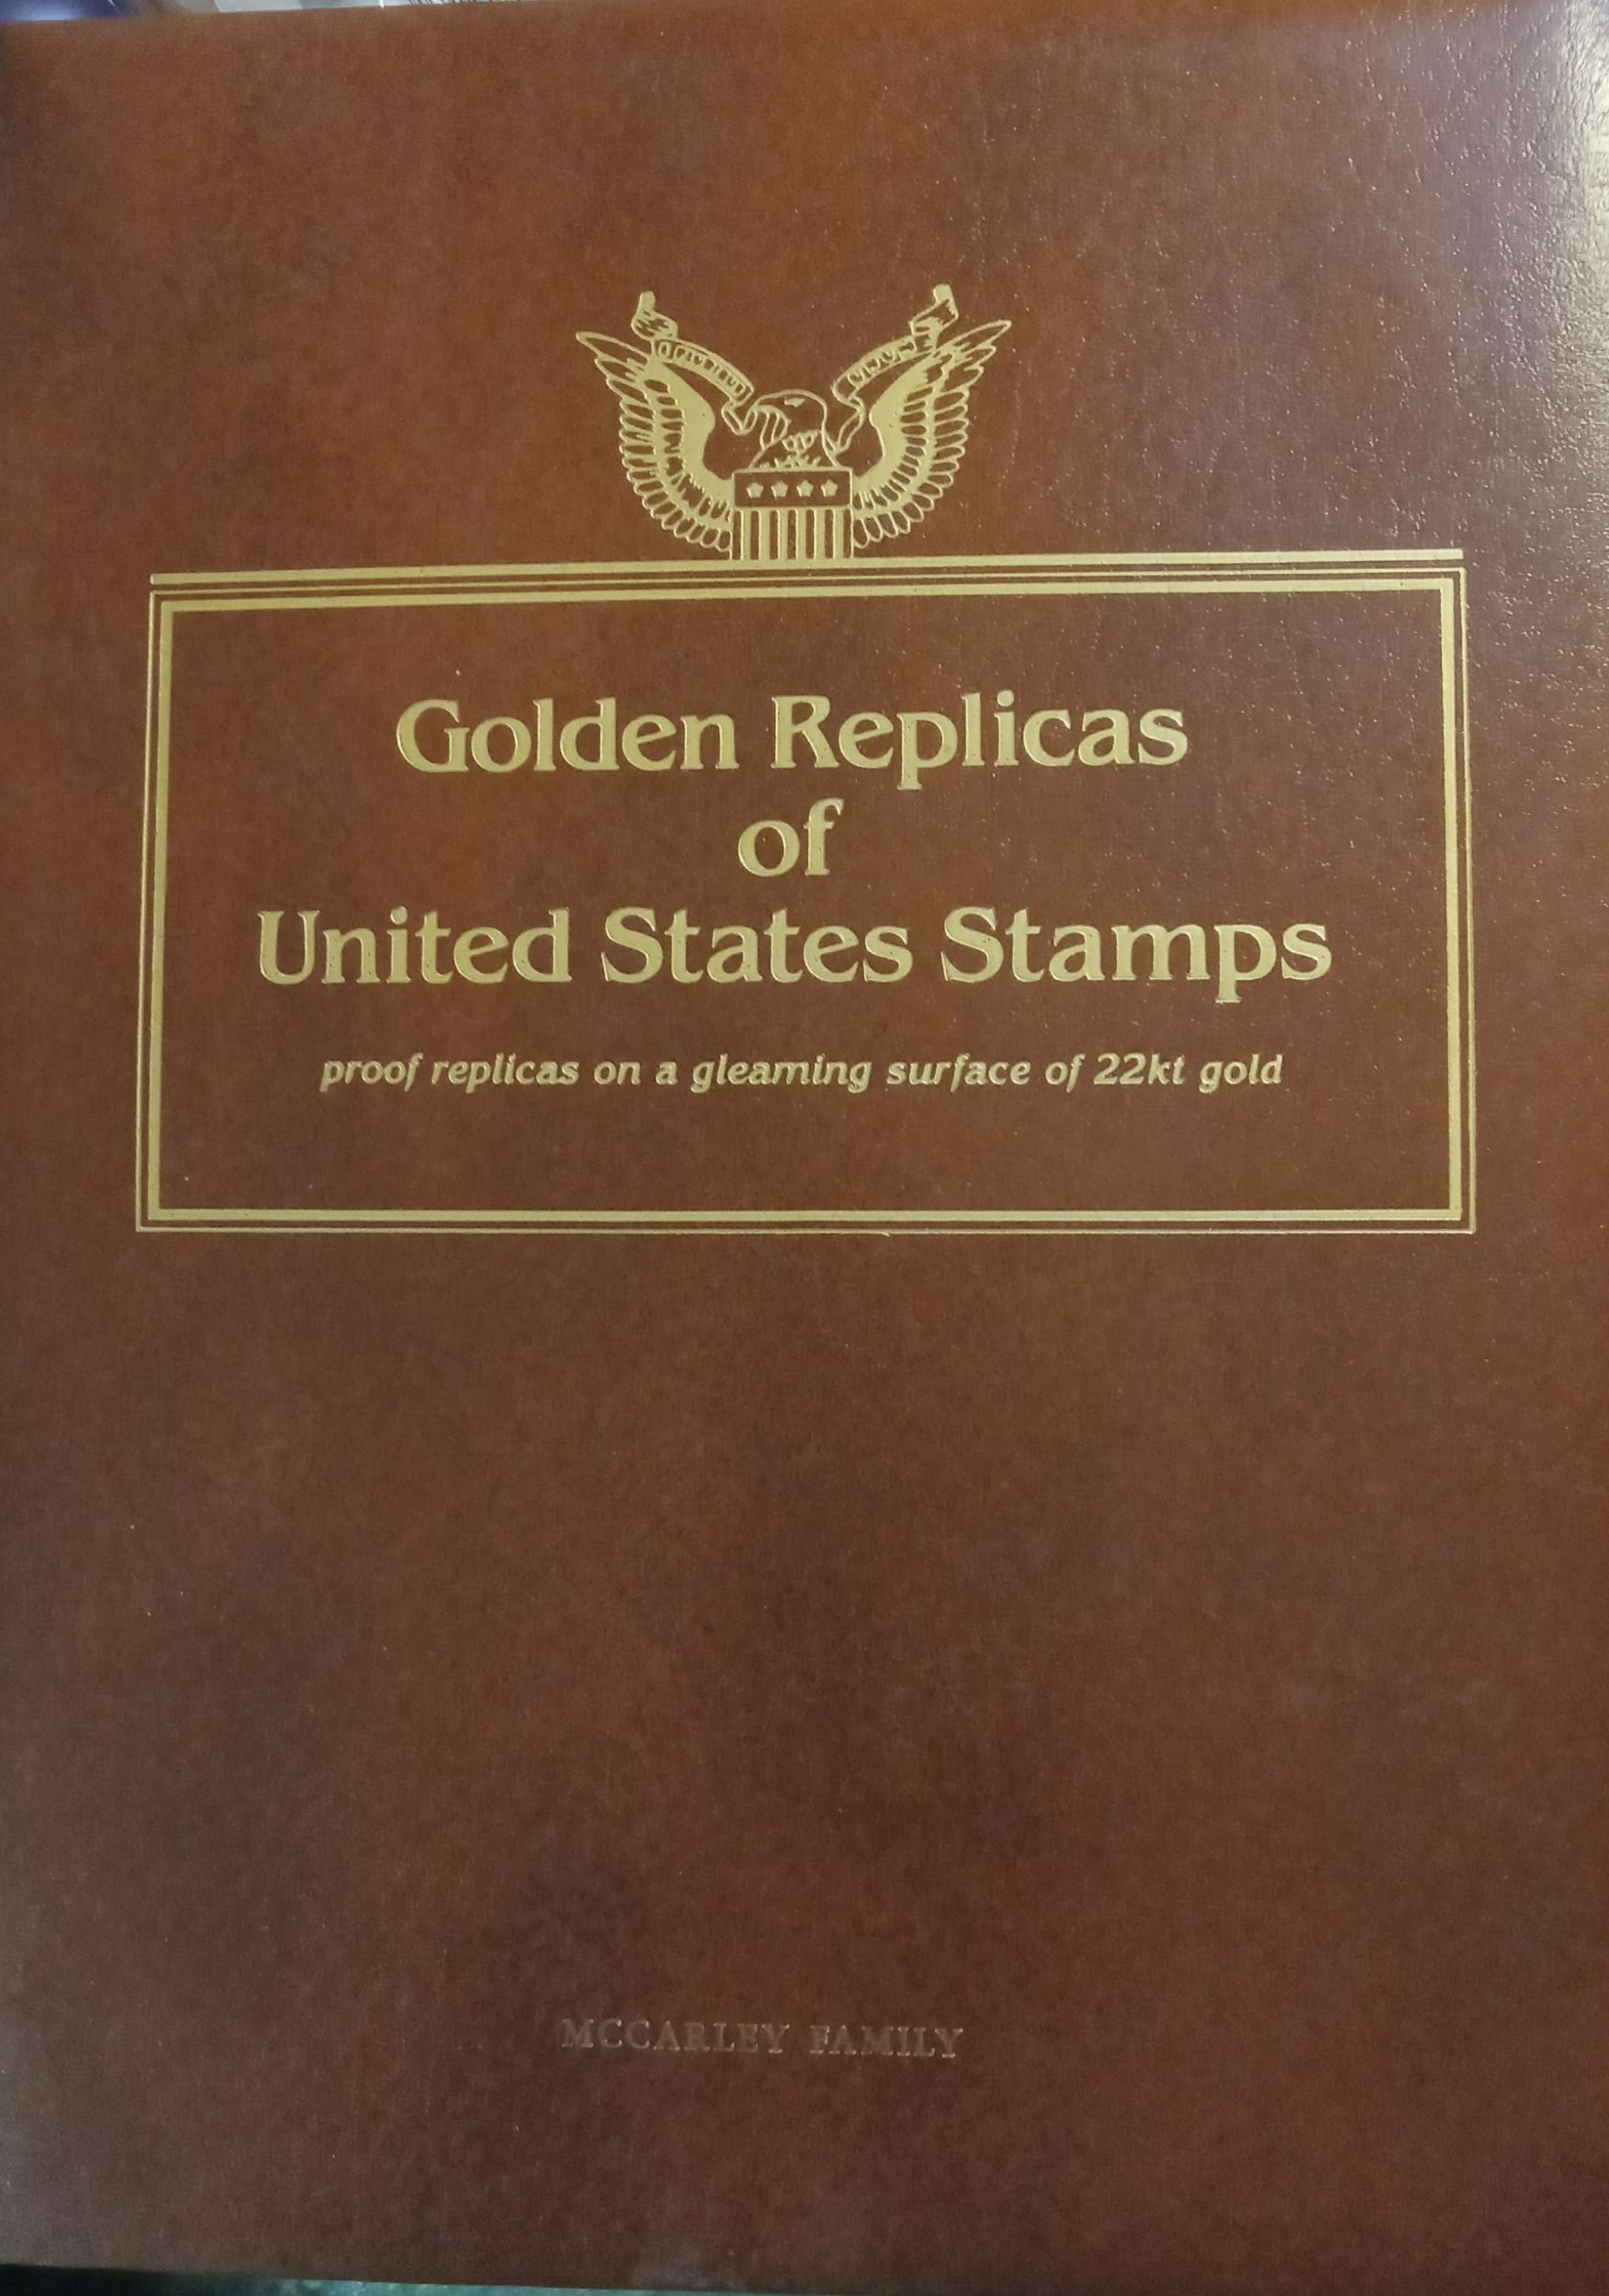 Golden Replicas
of
United States Stamps
proof replicas on a gleaming surface of 22kt gold
MCCARLEY FAMILY